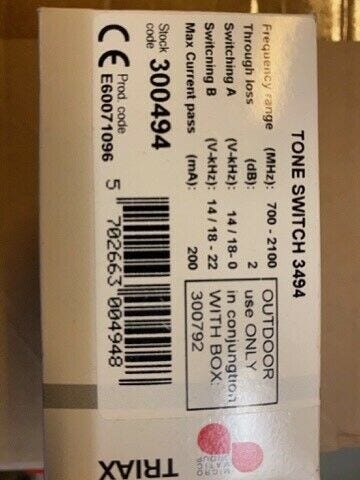 TONE SWITCH 3494
Frequency range (MHz): 700 - 2100
Through loss (dB): 2
Switching A (V-kHz): 14 / 18- 0
Switcning B (V-kHz): 14 / 18 - 22
Max Current pass (mA): 200
OUTDOOR
use ONLY
in conjungtion
WITH BOX:
300792
Stock code 300494
CE
Prod. code
E60071096
5 702663 004948
TRIAX